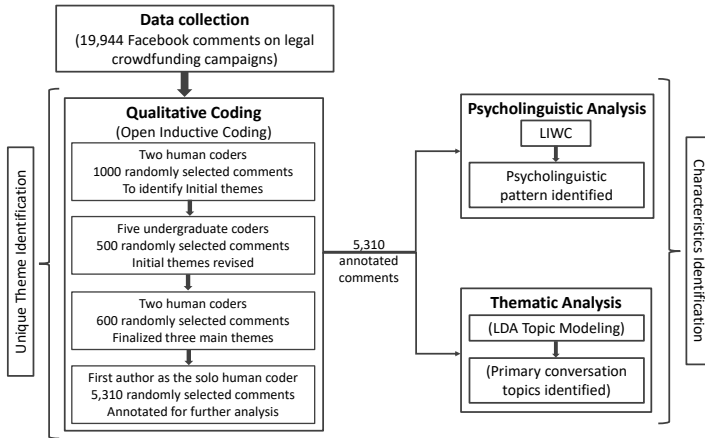 Data collection
(19,944 Facebook comments on legal
crowdfunding campaigns)
Unique Theme Identification
Qualitative Coding
(Open Inductive Coding)
Two human coders
1000 randomly selected comments
To identify Initial themes
Five undergraduate coders
500 randomly selected comments
Initial themes revised
Two human coders
600 randomly selected comments
Finalized three main themes
First author as the solo human coder
5,310 randomly selected comments
Annotated for further analysis
5,310
annotated
comments
Psycholinguistic Analysis
LIWC
Psycholinguistic
pattern identified
Thematic Analysis
(LDA Topic Modeling)
(Primary conversation
topics identified)
Characteristics Identification